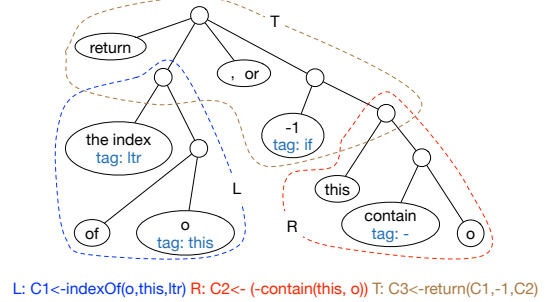 T
return
, or
the index
tag: ltr
-1
tag: if
this
contain
tag: -
o
of
o
tag: this
L
R
L: C1<-indexOf(o,this,ltr) R: C2<- (-contain(this, o)) T: C3<-return(C1,-1,C2)